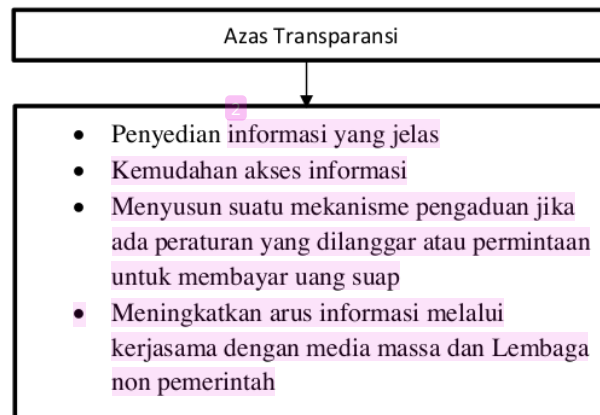 Azas Transparansi
2
• Penyedian informasi yang jelas
• Kemudahan akses informasi
• Menyusun suatu mekanisme pengaduan jika
ada peraturan yang dilanggar atau permintaan
untuk membayar uang suap
• Meningkatkan arus informasi melalui
kerjasama dengan media massa dan Lembaga
non pemerintah